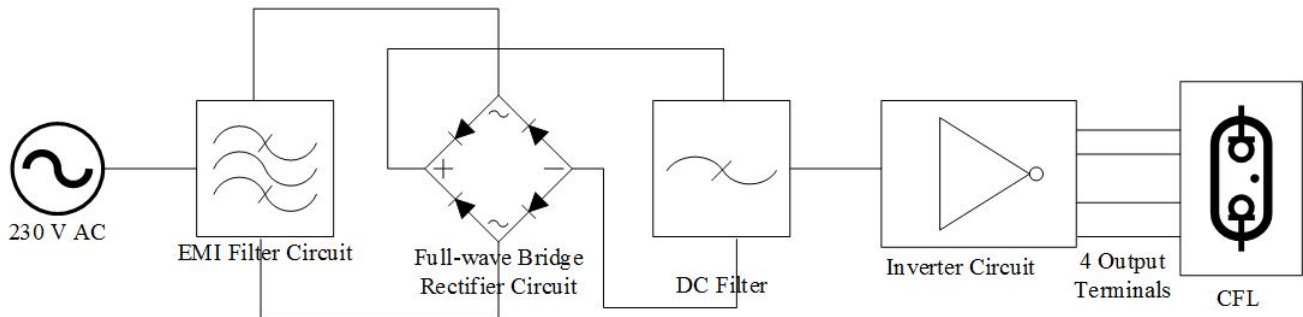 230 V AC
EMI Filter Circuit
Full-wave Bridge
Rectifier Circuit
DC Filter
Inverter Circuit
4 Output
Terminals
CFL